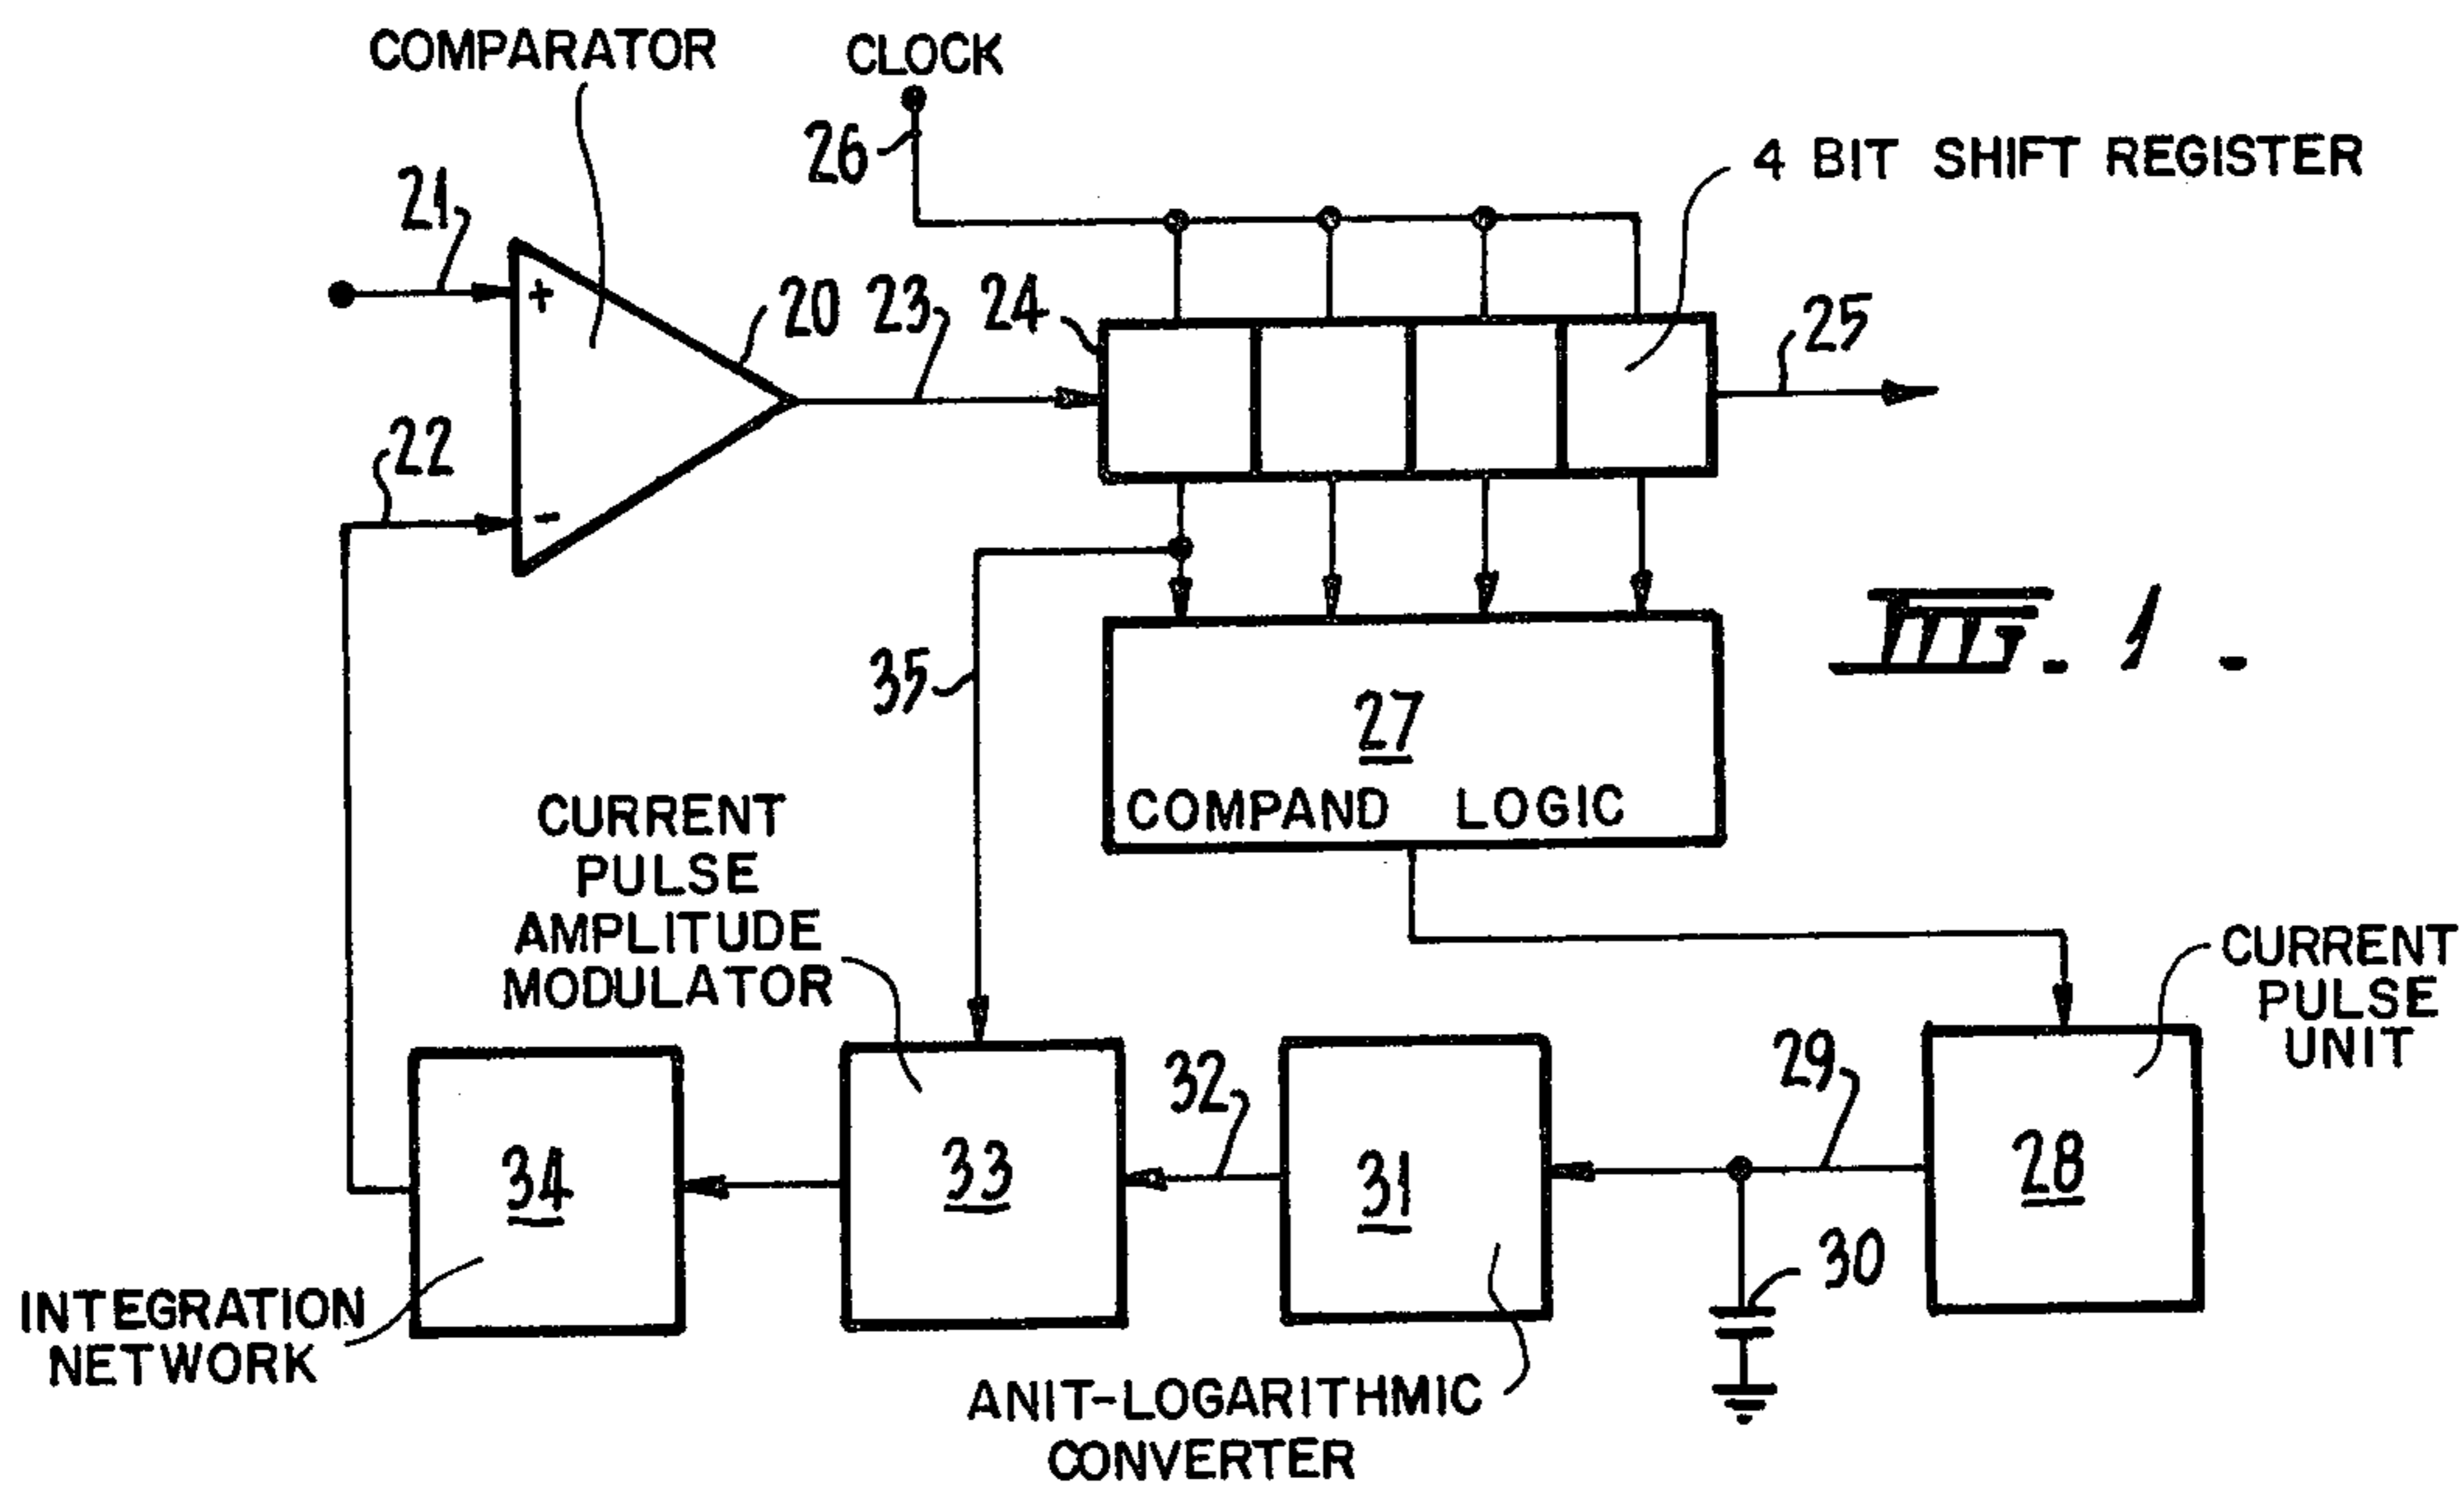 COMPARATOR
CLOCK
26
4 BIT SHIFT REGISTER
21
+
20
23
24
25
22
-
35
27
COMPAND LOGIC
FIG. 1 -
CURRENT
PULSE
AMPLITUDE
MODULATOR
CURRENT
PULSE
UNIT
32
29
34
33
31
28
30
INTEGRATION
NETWORK
ANIT-LOGARITHMIC
CONVERTER